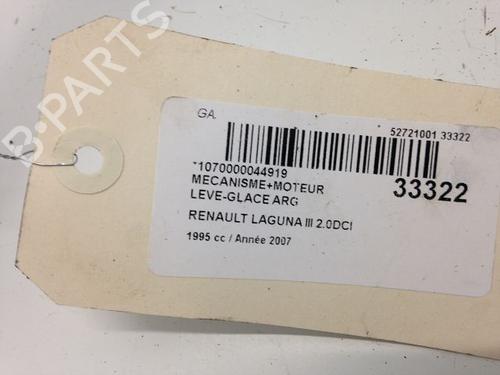 B-PARTS
GA.
52721001 33322
*1070000044919
MECANISME+MOTEUR
33322
LEVE-GLACE ARG
RENAULT LAGUNA III 2.0DCI
1995 cc / Année 2007